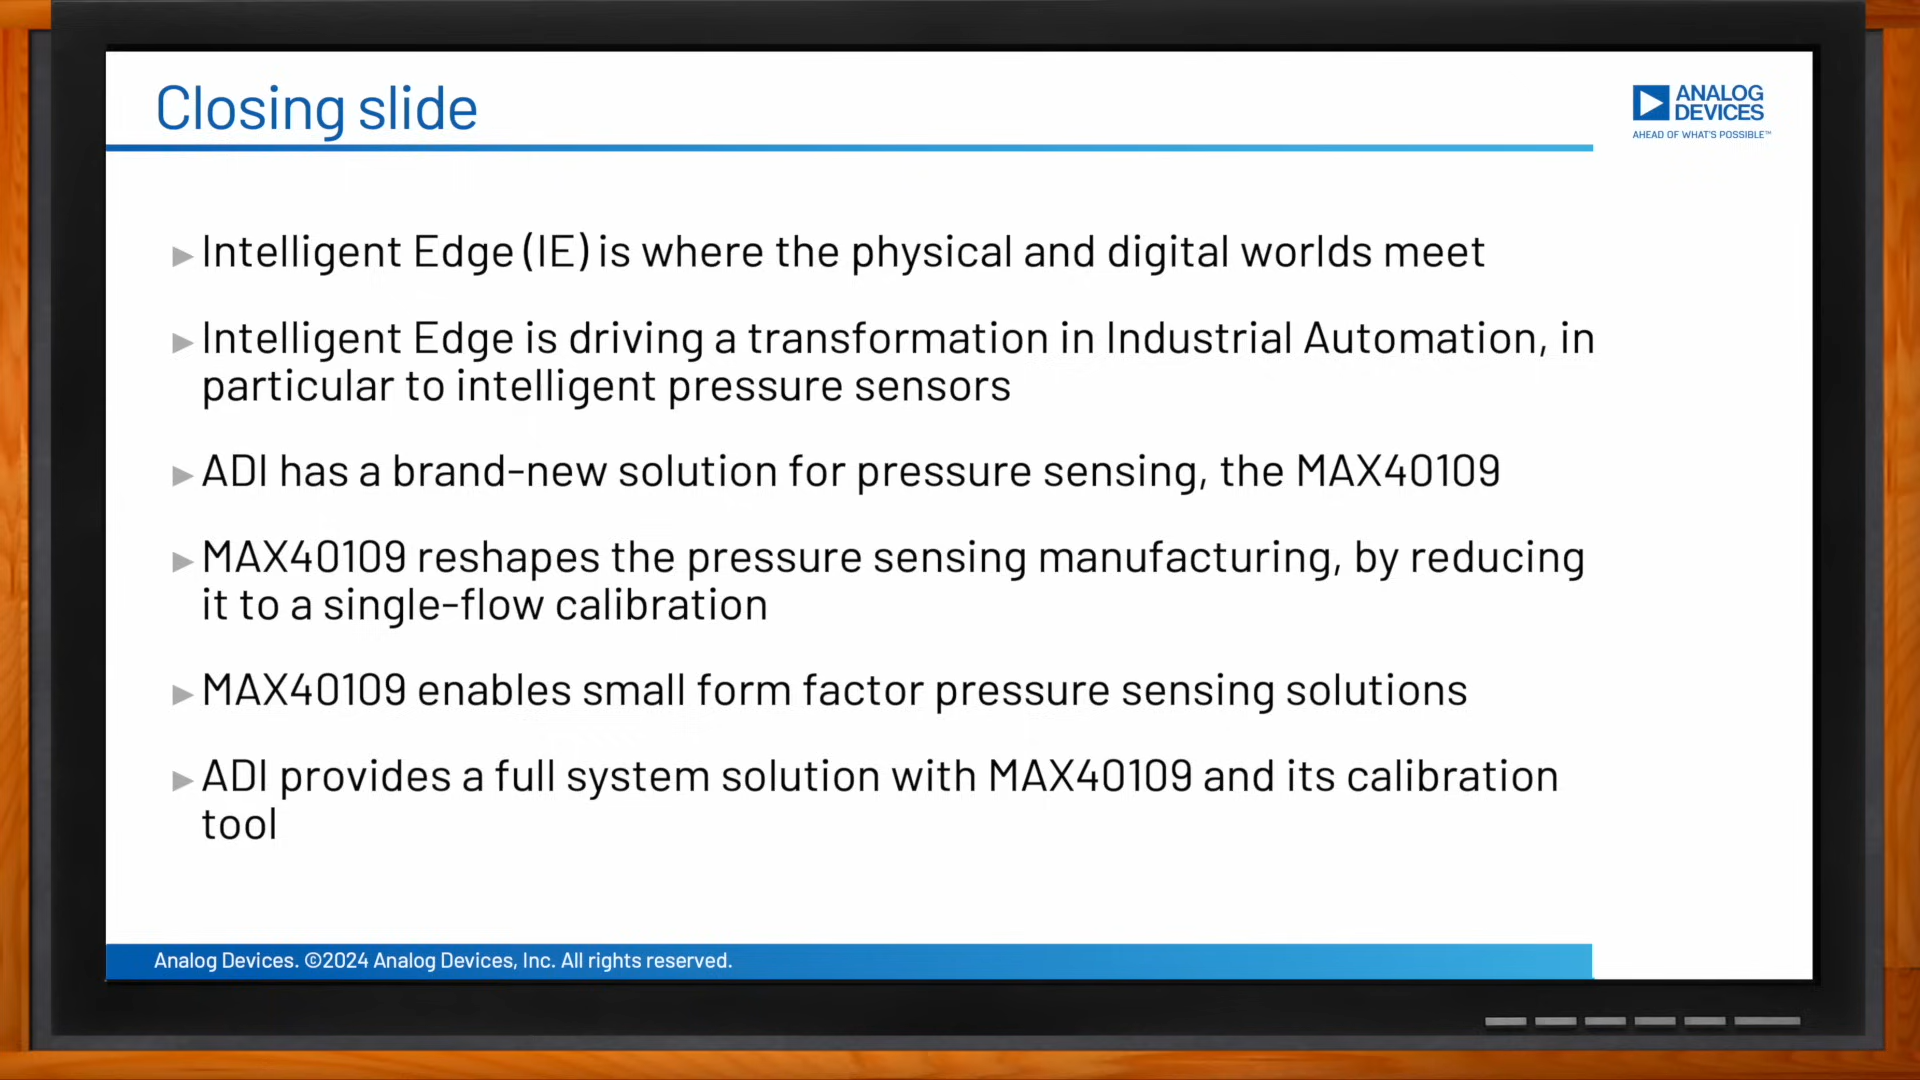 Closing slide
ANALOG
DEVICES
AHEAD OF WHAT'S POSSIBLE™
Intelligent Edge (IE) is where the physical and digital worlds meet
Intelligent Edge is driving a transformation in Industrial Automation, in
particular to intelligent pressure sensors
ADI has a brand-new solution for pressure sensing, the MAX40109
MAX40109 reshapes the pressure sensing manufacturing, by reducing
it to a single-flow calibration
MAX40109 enables small form factor pressure sensing solutions
ADI provides a full system solution with MAX40109 and its calibration
tool
Analog Devices. ©2024 Analog Devices, Inc. All rights reserved.